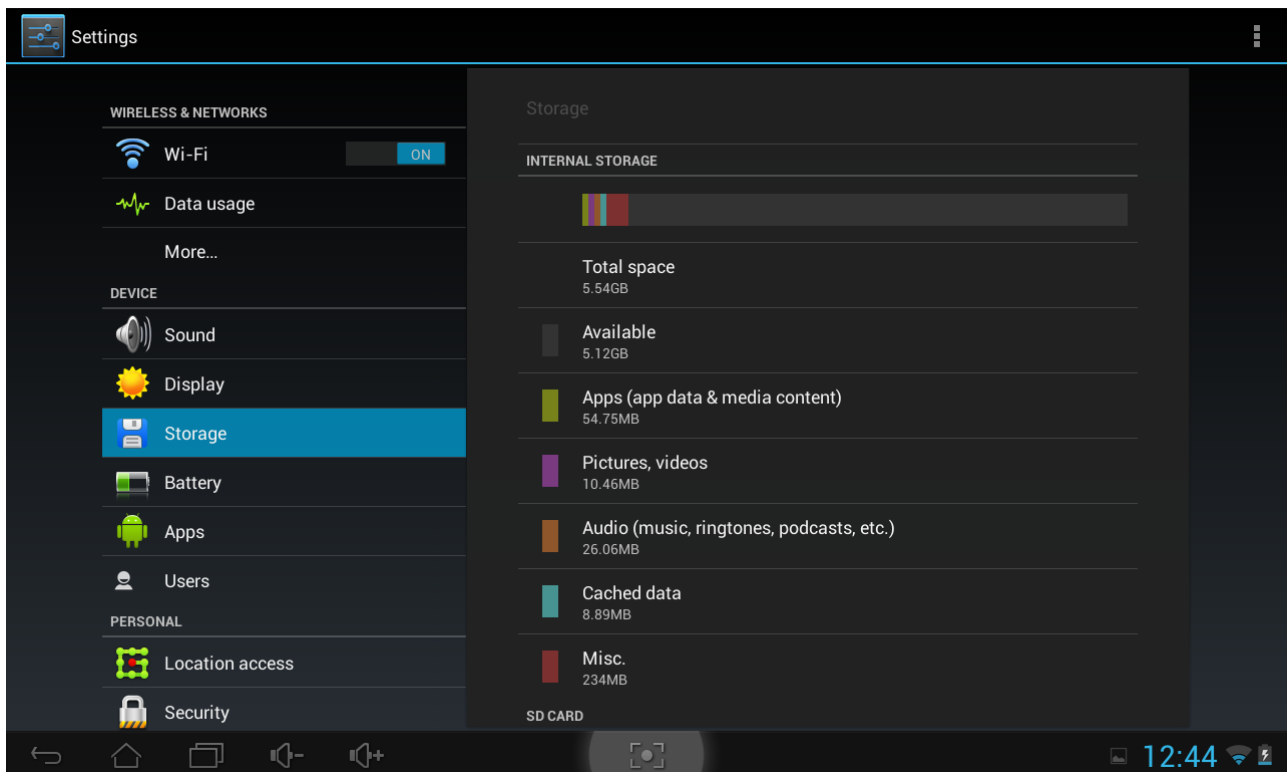 Settings
WIRELESS & NETWORKS
Wi-Fi
ON
Data usage
More...
DEVICE
Sound
Display
Storage
Battery
Apps
Users
PERSONAL
Location access
Security
Storage
INTERNAL STORAGE
Total space
5.54GB
Available
5.12GB
Apps (app data & media content)
54.75MB
Pictures, videos
10.46MB
Audio (music, ringtones, podcasts, etc.)
26.06MB
Cached data
8.89MB
Misc.
234MB
SD CARD
12:44